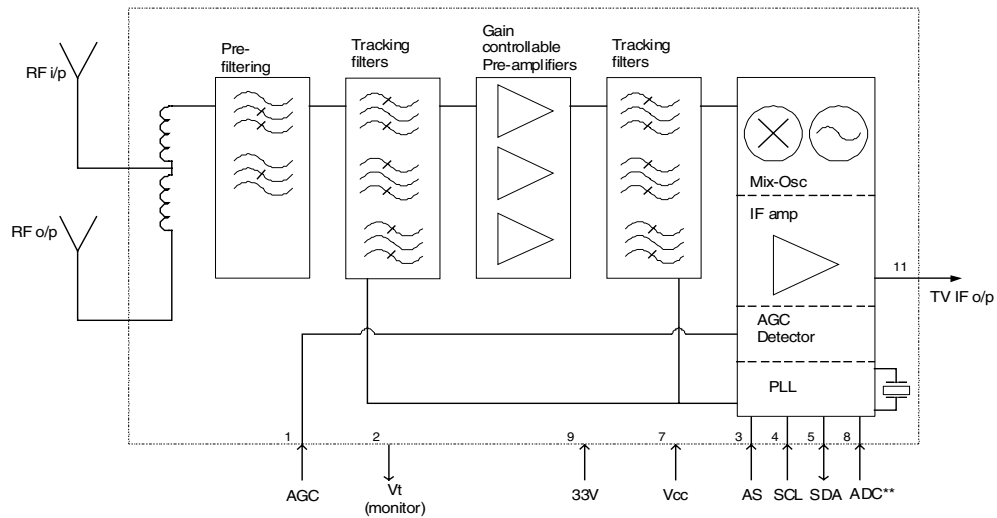 RF i/p
RF o/p
Pre-
filtering
Tracking
filters
Gain
controllable
Pre-amplifiers
Tracking
filters
Mix-Osc
IF amp
11
TV IF o/p
AGC
Detector
PLL
1
2
9
7
3
4
5
8
AGC
Vt
(monitor)
33V
Vcc
AS
SCL
SDA
ADC**